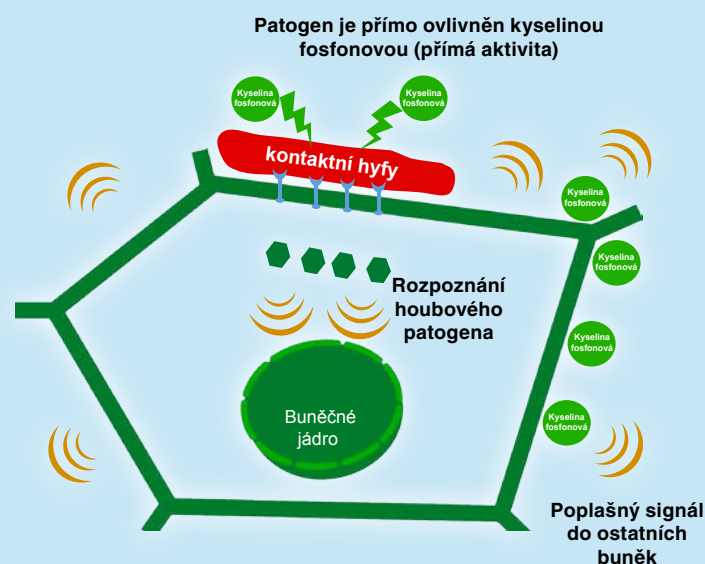 Patogen je přímo ovlivněn kyselinou
fosfonovou (přímá aktivita)
Kyselina
fosfonová
Kyselina
fosfonová
kontaktní hyfy
Kyselina
fosfonová
Kyselina
fosfonová
Rozpoznání
houbového
patogena
Kyselina
fosfonová
Buněčné
jádro
Kyselina
fosfonová
Poplašný signál
do ostatních
buněk